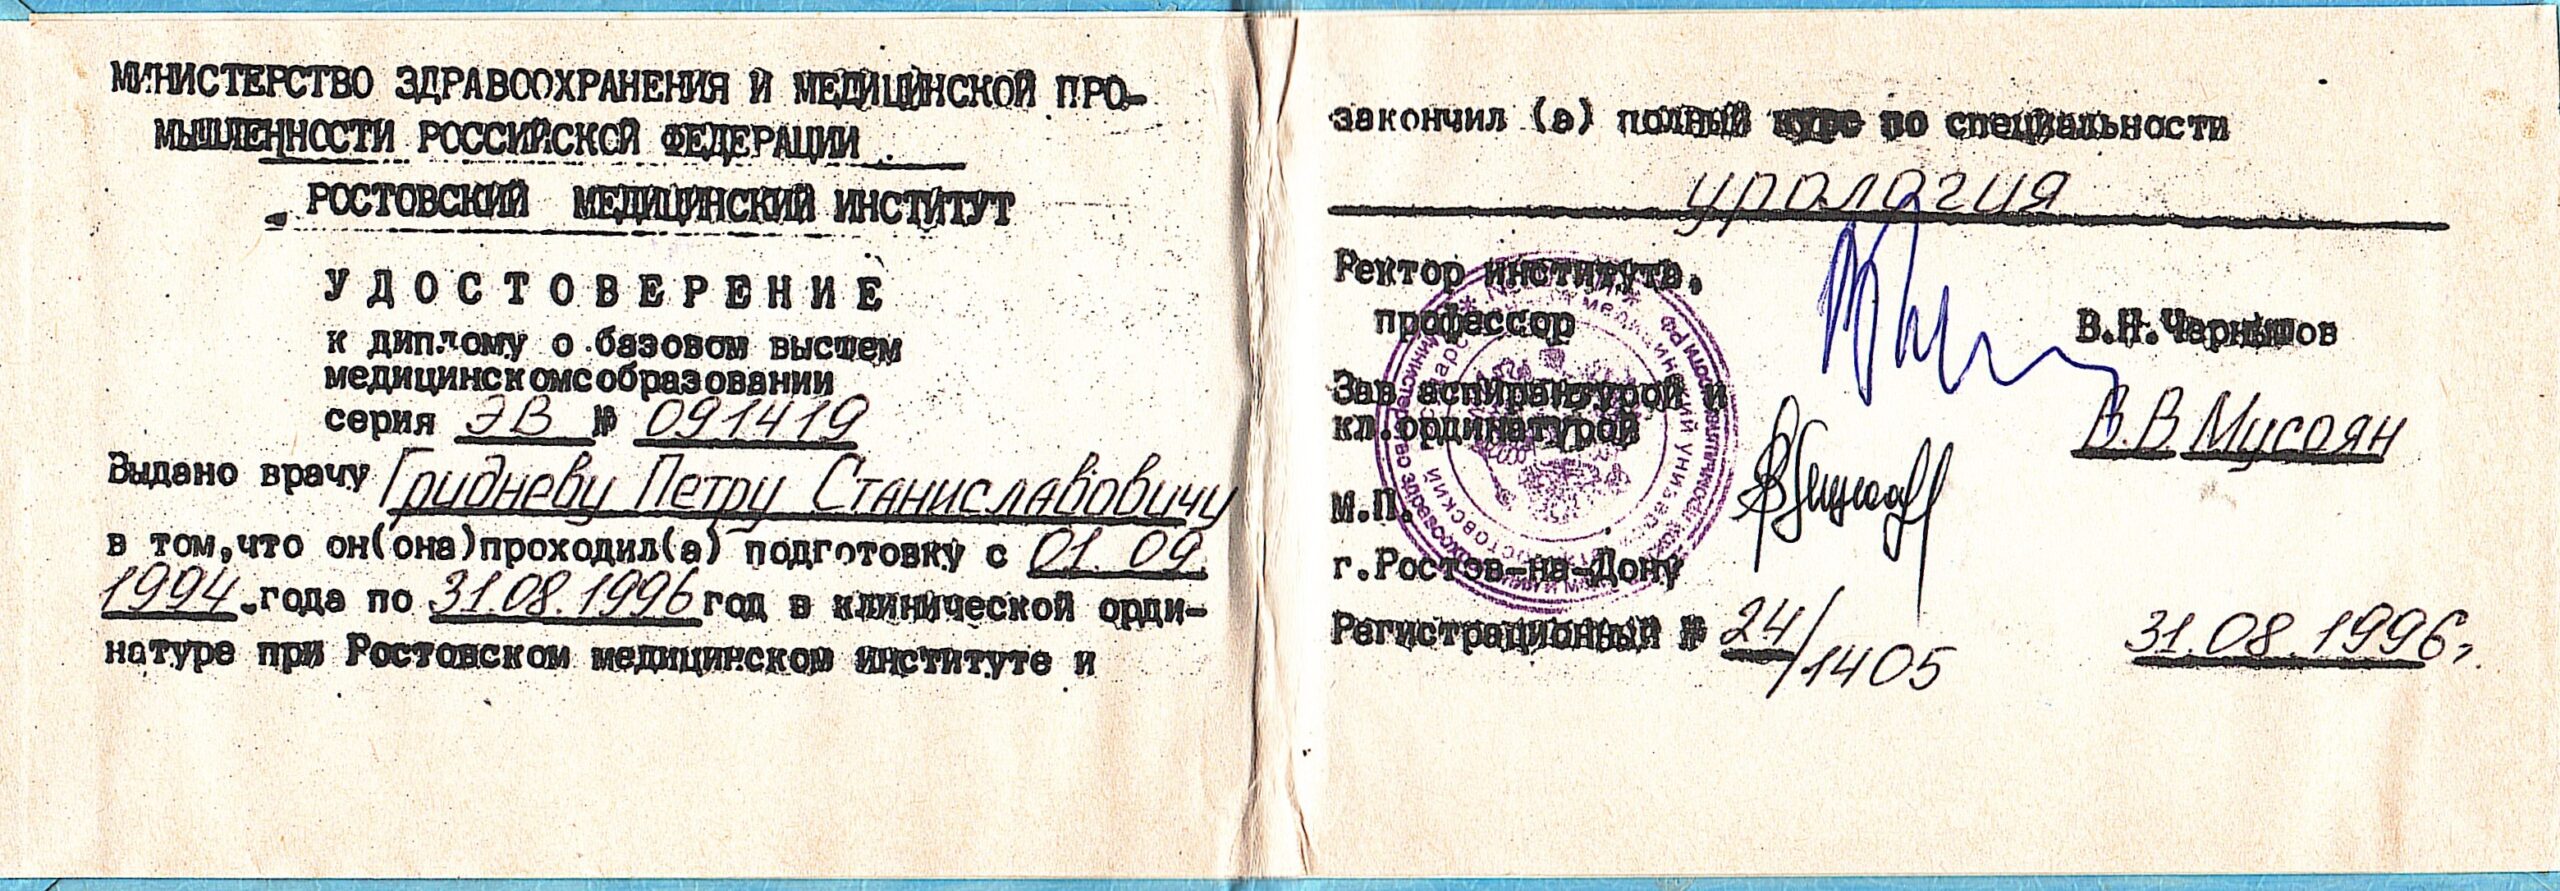 МИНИСТЕРСТВО ЗДРАВООХРАНЕНИЯ И МЕДИЦИНСКОЙ ПРО-
МЫШЛЕННОСТИ РОССИЙСКОЙ ФЕДЕРАЦИИ
РОСТОВСКИЙ МЕДИЦИНСКИЙ ИНСТИТУТ
УДОСТОВЕРЕНИЕ
к диплому о базовом высшем
медицинском образовании
серия ЭВ № 091419
Выдано врачу Гридневу Петру Станиславовичу
в том, что он(она) проходил(а) подготовку с 01.09.
1994 года по 31.08.1996 год в клинической орди-
натуре при Ростовском медицинском институте и
закончил (а) полный курс по специальности
урология
Ректор института,
профессор В.Н.Чернышов
Зав.аспирантурой и
кл.ординатурой В.В Мусоян
М.П.
г.Ростов-на-Дону
Регистрационный № 24/1405 31.08.1996г.